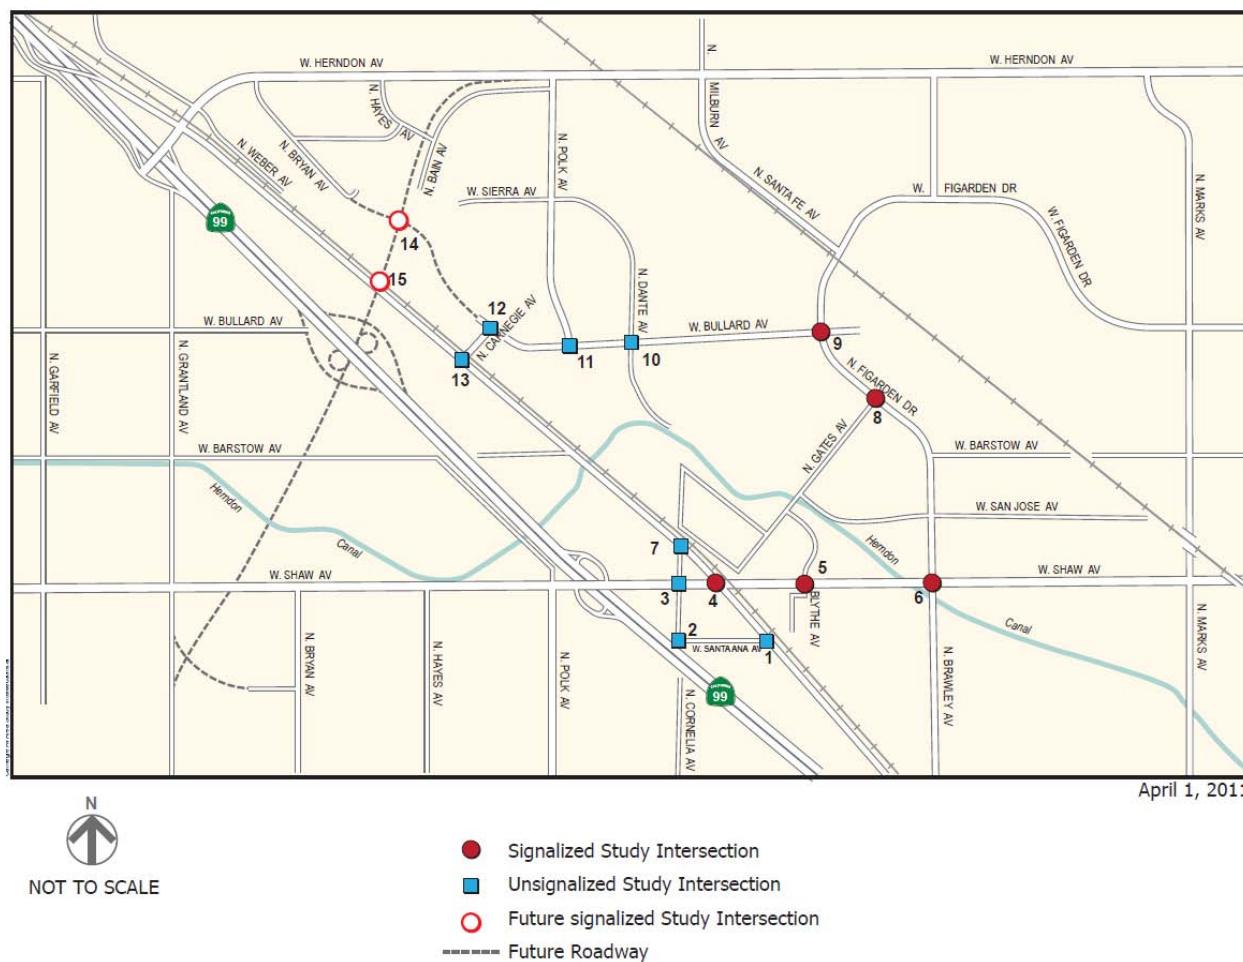 W. HERNDON AV
W. HERNDON AV
N. MILBURN AV
N. HAYES AV
N. BRYAN AV
N. WEBER AV
N. BAIN AV
N. POLK AV
W. SIERRA AV
N. SANTA FE AV
W. FIGARDEN DR
W. FIGARDEN DR
N. MARKS AV
CALIFORNIA
99
14
15
N. DANTE AV
12
N. CARNEGIE AV
W. BULLARD AV
W. BULLARD AV
13
11
10
9
N. FIGARDEN DR
8
N. GARFIELD AV
N. GRANTLAND AV
N. GATES AV
W. BARSTOW AV
W. BARSTOW AV
Herndon
Canal
W. SAN JOSE AV
7
Herndon
W. SHAW AV
W. SHAW AV
3
4
5
6
BLYTHE AV
Canal
2
W. SANTA ANA AV
1
N. BRYAN AV
N. HAYES AV
N. POLK AV
N. CORNELIA AV
99
N. BRAWLEY AV
N. MARKS AV
April 1, 2011
N
NOT TO SCALE
Signalized Study Intersection
Unsignalized Study Intersection
Future signalized Study Intersection
Future Roadway